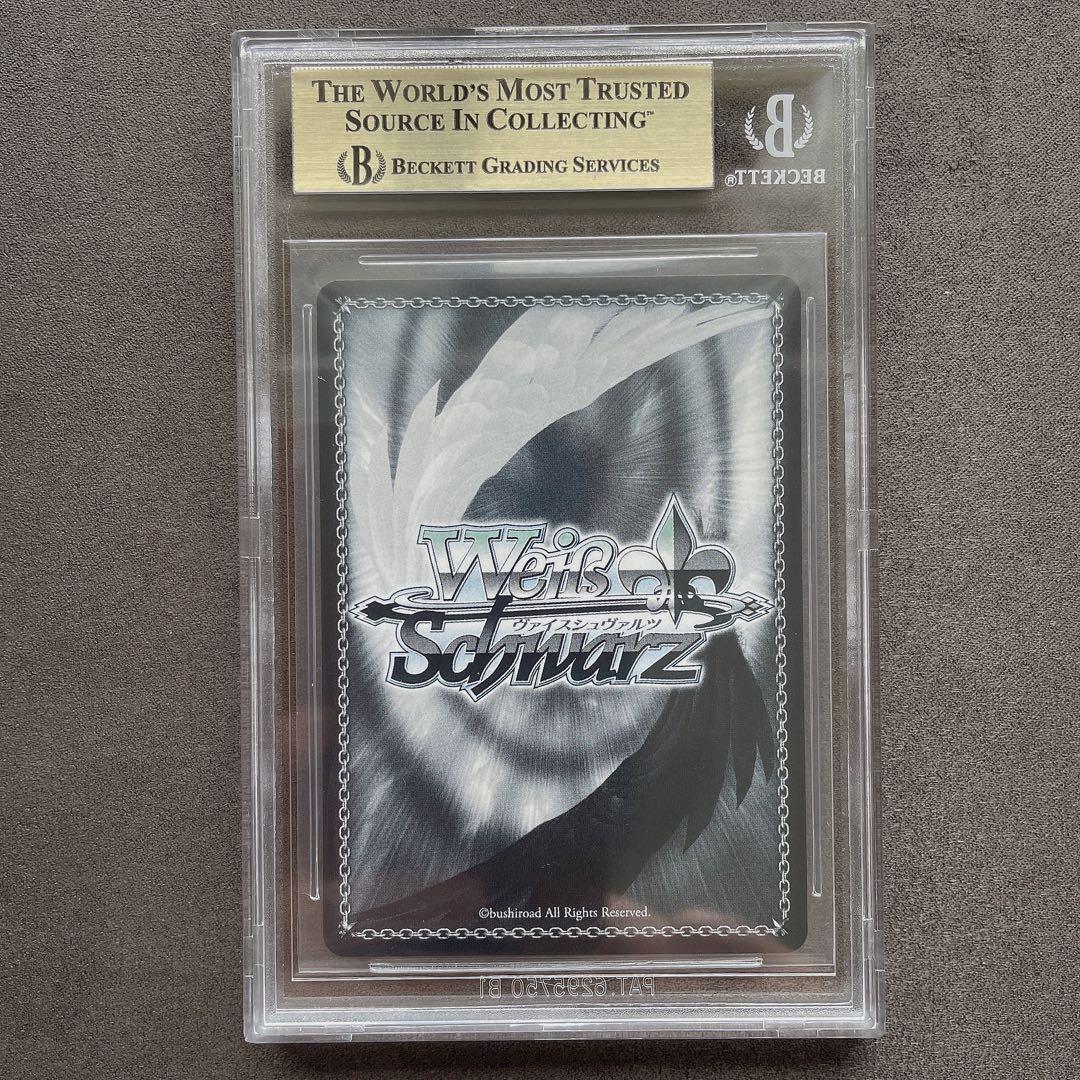 THE WORLD'S MOST TRUSTED
SOURCE IN COLLECTING™
B BECKETT GRADING SERVICES
B
BECKETT®
Weiß
ヴァイスシュヴァルツ
Schwarz
©bushiroad All Rights Reserved.
PAT. 6295750 B1